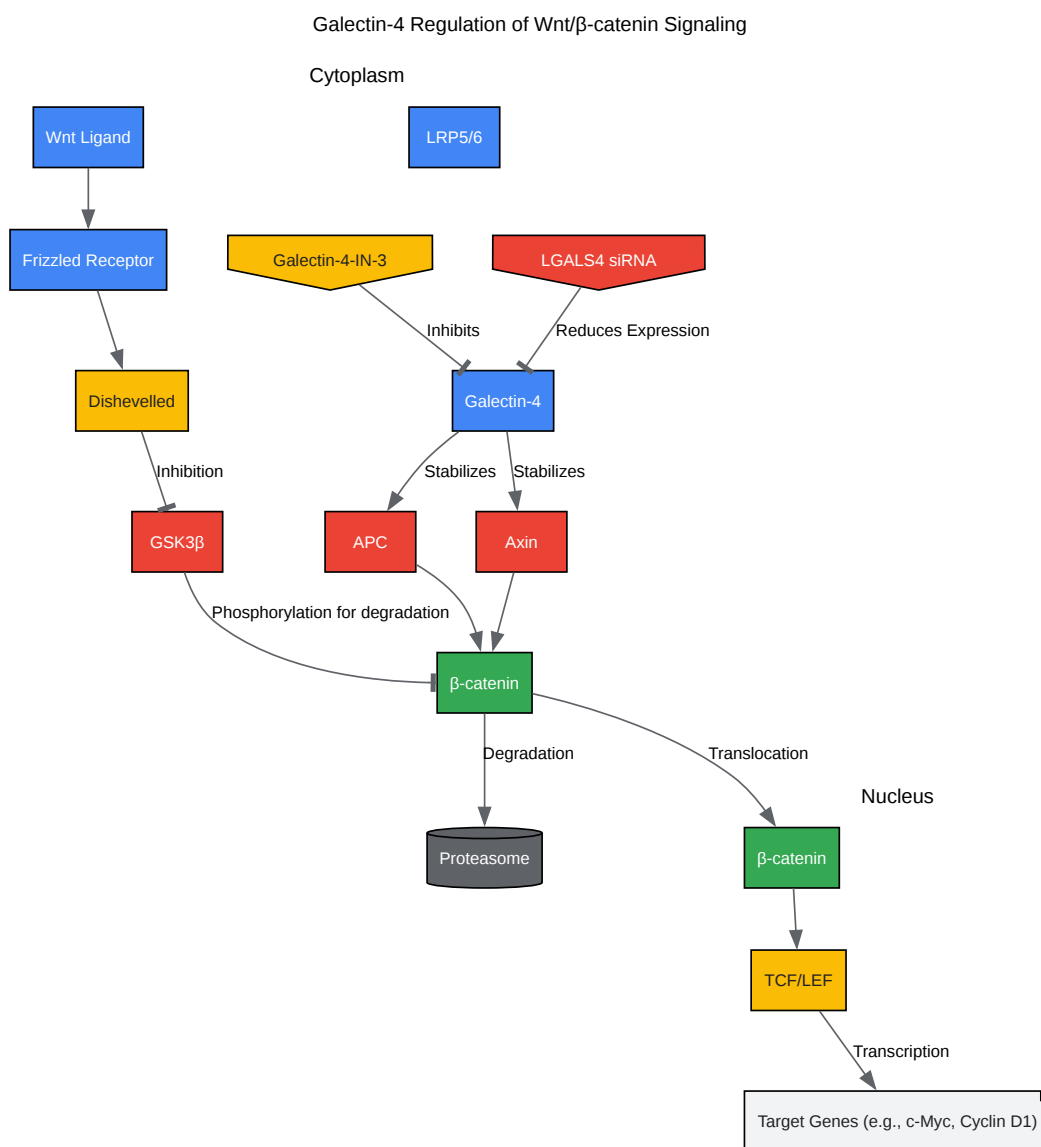 Galectin-4 Regulation of Wnt/β-catenin Signaling
Cytoplasm
Wnt Ligand
LRP5/6
Frizzled Receptor
Galectin-4-IN-3
LGALS4 siRNA
Inhibits
Reduces Expression
Dishevelled
Galectin-4
Inhibition
Stabilizes
Stabilizes
GSK3β
APC
Axin
Phosphorylation for degradation
β-catenin
Degradation
Translocation
Nucleus
Proteasome
β-catenin
TCF/LEF
Transcription
Target Genes (e.g., c-Myc, Cyclin D1)